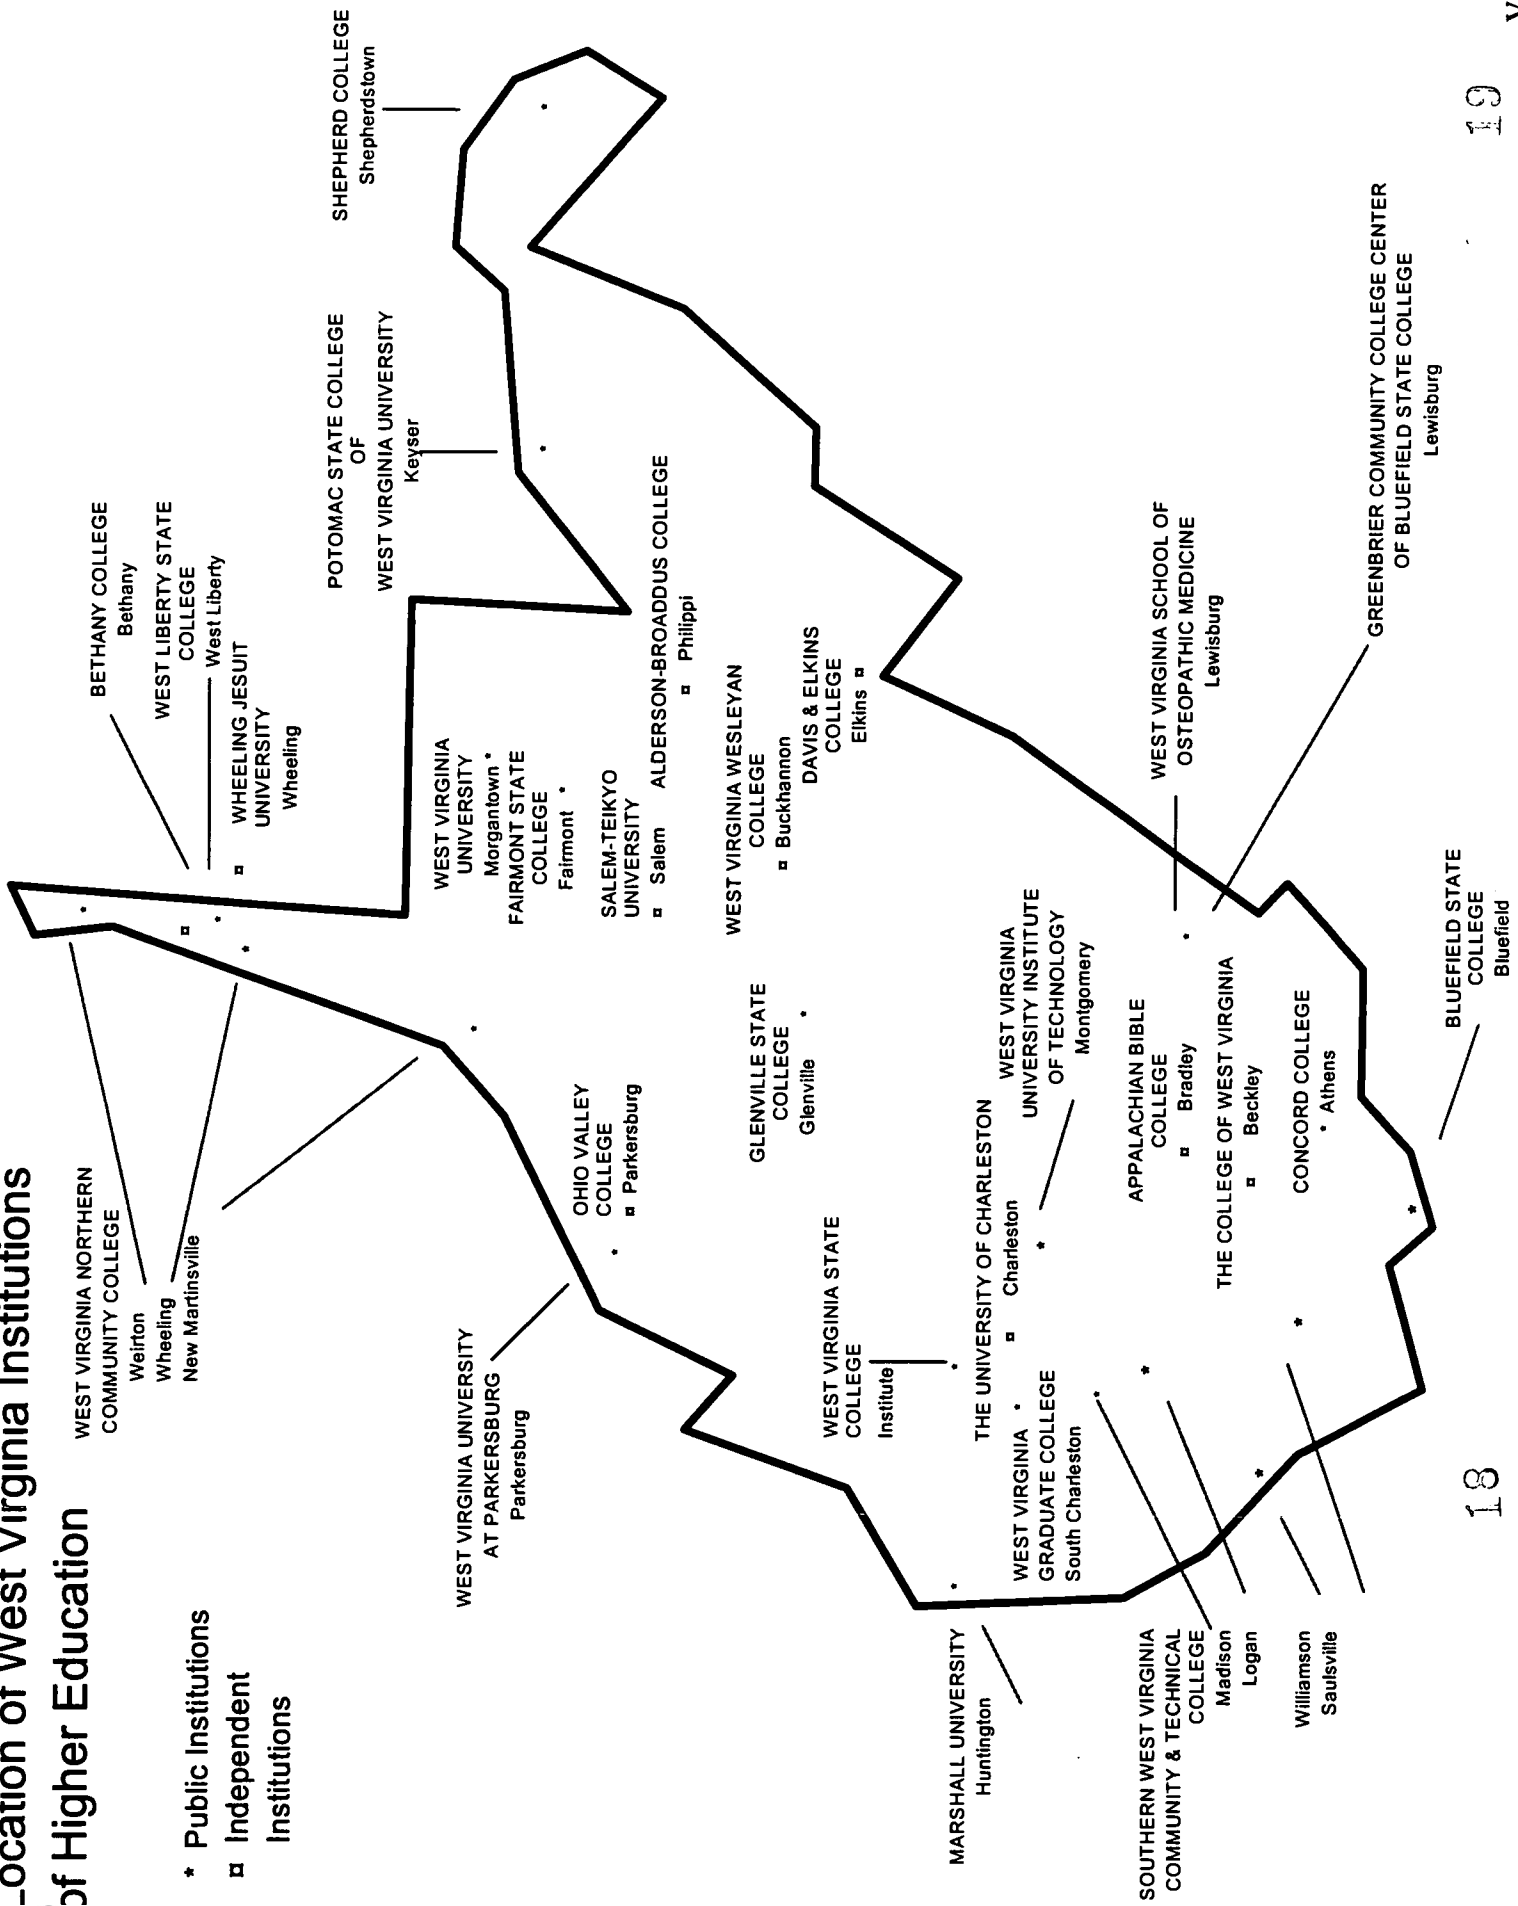 Location of West Virginia Institutions
of Higher Education
* Public Institutions
¤ Independent
Institutions
WEST VIRGINIA NORTHERN
COMMUNITY COLLEGE
Weirton
Wheeling
New Martinsville
BETHANY COLLEGE
Bethany
WEST LIBERTY STATE
COLLEGE
West Liberty
WHEELING JESUIT
UNIVERSITY
Wheeling
POTOMAC STATE COLLEGE
OF
WEST VIRGINIA UNIVERSITY
Keyser
SHEPHERD COLLEGE
Shepherdstown
WEST VIRGINIA
UNIVERSITY
Morgantown *
FAIRMONT STATE
COLLEGE
Fairmont *
SALEM-TEIKYO
UNIVERSITY
¤ Salem
ALDERSON-BROADDUS COLLEGE
¤ Philippi
WEST VIRGINIA WESLEYAN
COLLEGE
¤ Buckhannon
DAVIS & ELKINS
COLLEGE
Elkins ¤
WEST VIRGINIA UNIVERSITY
AT PARKERSBURG
Parkersburg
OHIO VALLEY
COLLEGE
¤ Parkersburg
GLENVILLE STATE
COLLEGE
Glenville *
WEST VIRGINIA STATE
COLLEGE
Institute
THE UNIVERSITY OF CHARLESTON
¤ Charleston
WEST VIRGINIA *
GRADUATE COLLEGE
South Charleston
WEST VIRGINIA
UNIVERSITY INSTITUTE
OF TECHNOLOGY
Montgomery
MARSHALL UNIVERSITY
Huntington
APPALACHIAN BIBLE
COLLEGE
¤ Bradley
THE COLLEGE OF WEST VIRGINIA
¤ Beckley
CONCORD COLLEGE
* Athens
WEST VIRGINIA SCHOOL OF
OSTEOPATHIC MEDICINE
Lewisburg
GREENBRIER COMMUNITY COLLEGE CENTER
OF BLUEFIELD STATE COLLEGE
Lewisburg
SOUTHERN WEST VIRGINIA
COMMUNITY & TECHNICAL
COLLEGE
Madison
Logan
Williamson
Saulsville
BLUEFIELD STATE
COLLEGE
Bluefield
18
19